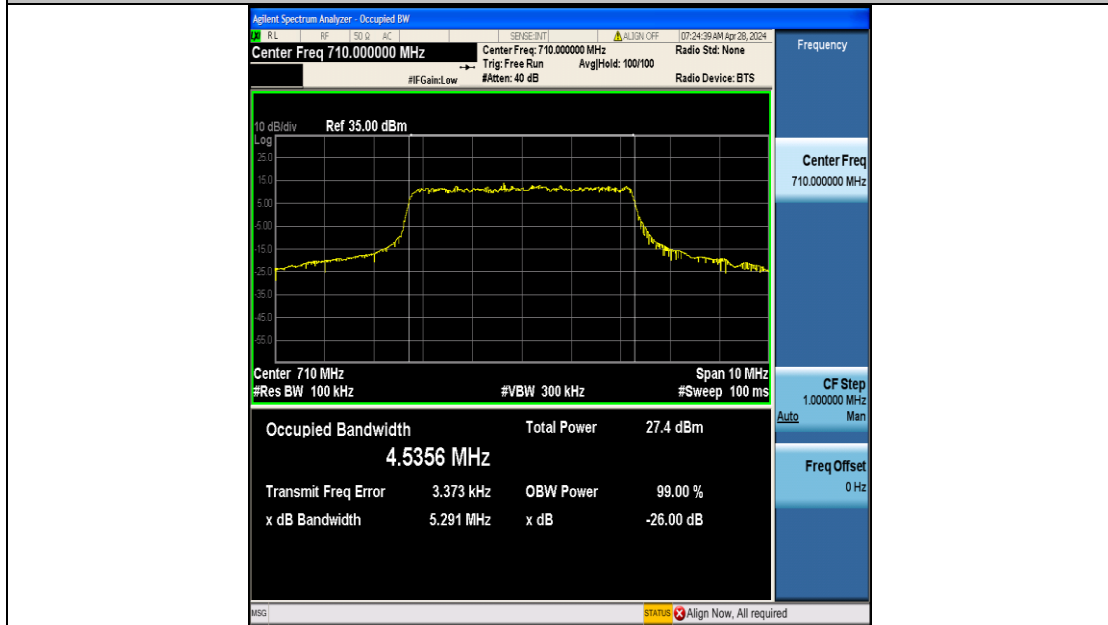 Agilent Spectrum Analyzer - Occupied BW
RL RF 50 Ω AC SENSE:INT ALIGN OFF 07:24:39 AM Apr 28, 2024
Center Freq 710.000000 MHz
Center Freq: 710.000000 MHz
Radio Std: None
Trig: Free Run Avg|Hold: 100/100
#IFGain:Low #Atten: 40 dB Radio Device: BTS
Frequency
10 dB/div Ref 35.00 dBm
Log
25.0
15.0
5.00
-5.00
-15.0
-25.0
-35.0
-45.0
-55.0
Center 710 MHz Span 10 MHz
#Res BW 100 kHz #VBW 300 kHz #Sweep 100 ms
Occupied Bandwidth Total Power 27.4 dBm
4.5356 MHz
Transmit Freq Error 3.373 kHz OBW Power 99.00 %
x dB Bandwidth 5.291 MHz x dB -26.00 dB
Center Freq
710.000000 MHz
CF Step
1.000000 MHz
Auto Man
Freq Offset
0 Hz
MSG STATUS Align Now, All required